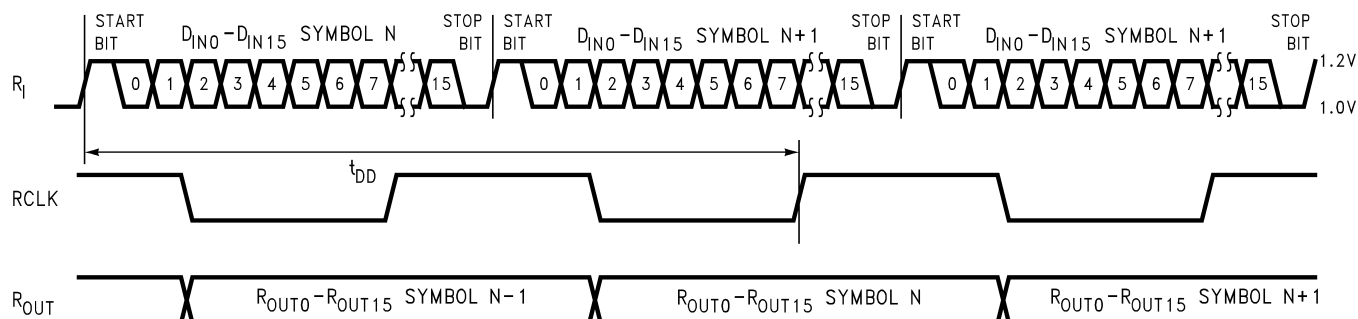 START BIT D_IN0–D_IN15 SYMBOL N STOP BIT START BIT D_IN0–D_IN15 SYMBOL N+1 STOP BIT START BIT D_IN0–D_IN15 SYMBOL N+1 STOP BIT
R_I 0 1 2 3 4 5 6 7 15 0 1 2 3 4 5 6 7 15 0 1 2 3 4 5 6 7 15 1.2V
1.0V
t_DD
RCLK
R_OUT R_OUT0–R_OUT15 SYMBOL N-1 R_OUT0–R_OUT15 SYMBOL N R_OUT0–R_OUT15 SYMBOL N+1